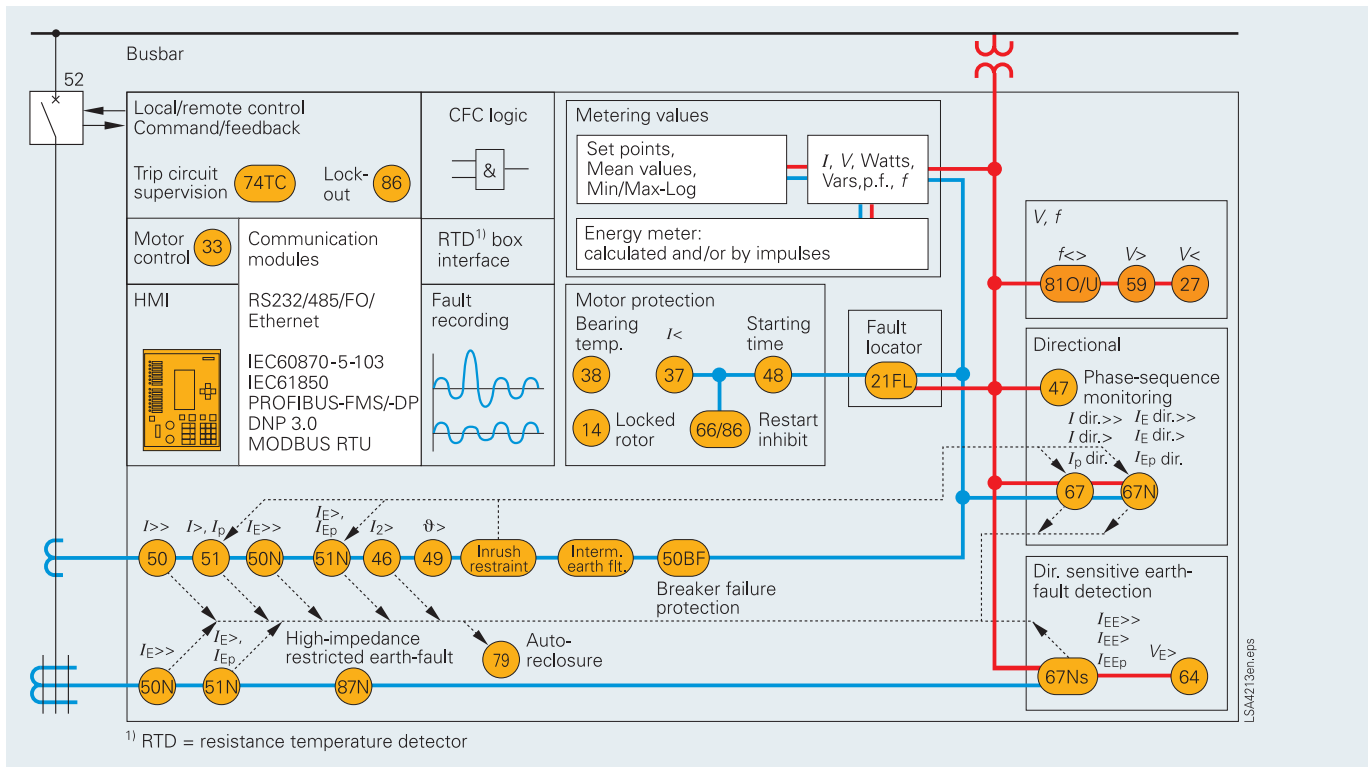 Busbar
52
Local/remote control
Command/feedback
Trip circuit
supervision
74TC
Lock-
out
86
CFC logic
&
Metering values
Set points,
Mean values,
Min/Max-Log
I, V, Watts,
Vars,p.f., f
Energy meter:
calculated and/or by impulses
Motor
control
33
Communication
modules
RS232/485/FO/
Ethernet
IEC60870-5-103
IEC61850
PROFIBUS-FMS/-DP
DNP 3.0
MODBUS RTU
RTD1) box
interface
HMI
Fault
recording
Motor protection
Bearing
temp.
38
I<
37
Starting
time
48
14
Locked
rotor
66/86
Restart
inhibit
Fault
locator
21FL
V, f
f<>
V>
V<
81O/U
59
27
Directional
47
Phase-sequence
monitoring
I dir.>>
I dir.>
Ip dir.
IE dir.>>
IE dir.>
IEp dir.
67
67N
I>>
I>, Ip
IE>>
IE>,
IEp
I2>
ϑ>
50
51
50N
51N
46
49
Inrush
restraint
Interm.
earth flt.
50BF
Breaker failure
protection
Dir. sensitive earth-
fault detection
IEE>>
IEE>
IEEp
VE>
67Ns
64
IE>>
IE>,
IEp
High-impedance
restricted earth-fault
79
Auto-
reclosure
50N
51N
87N
LSA4213en.eps
1) RTD = resistance temperature detector